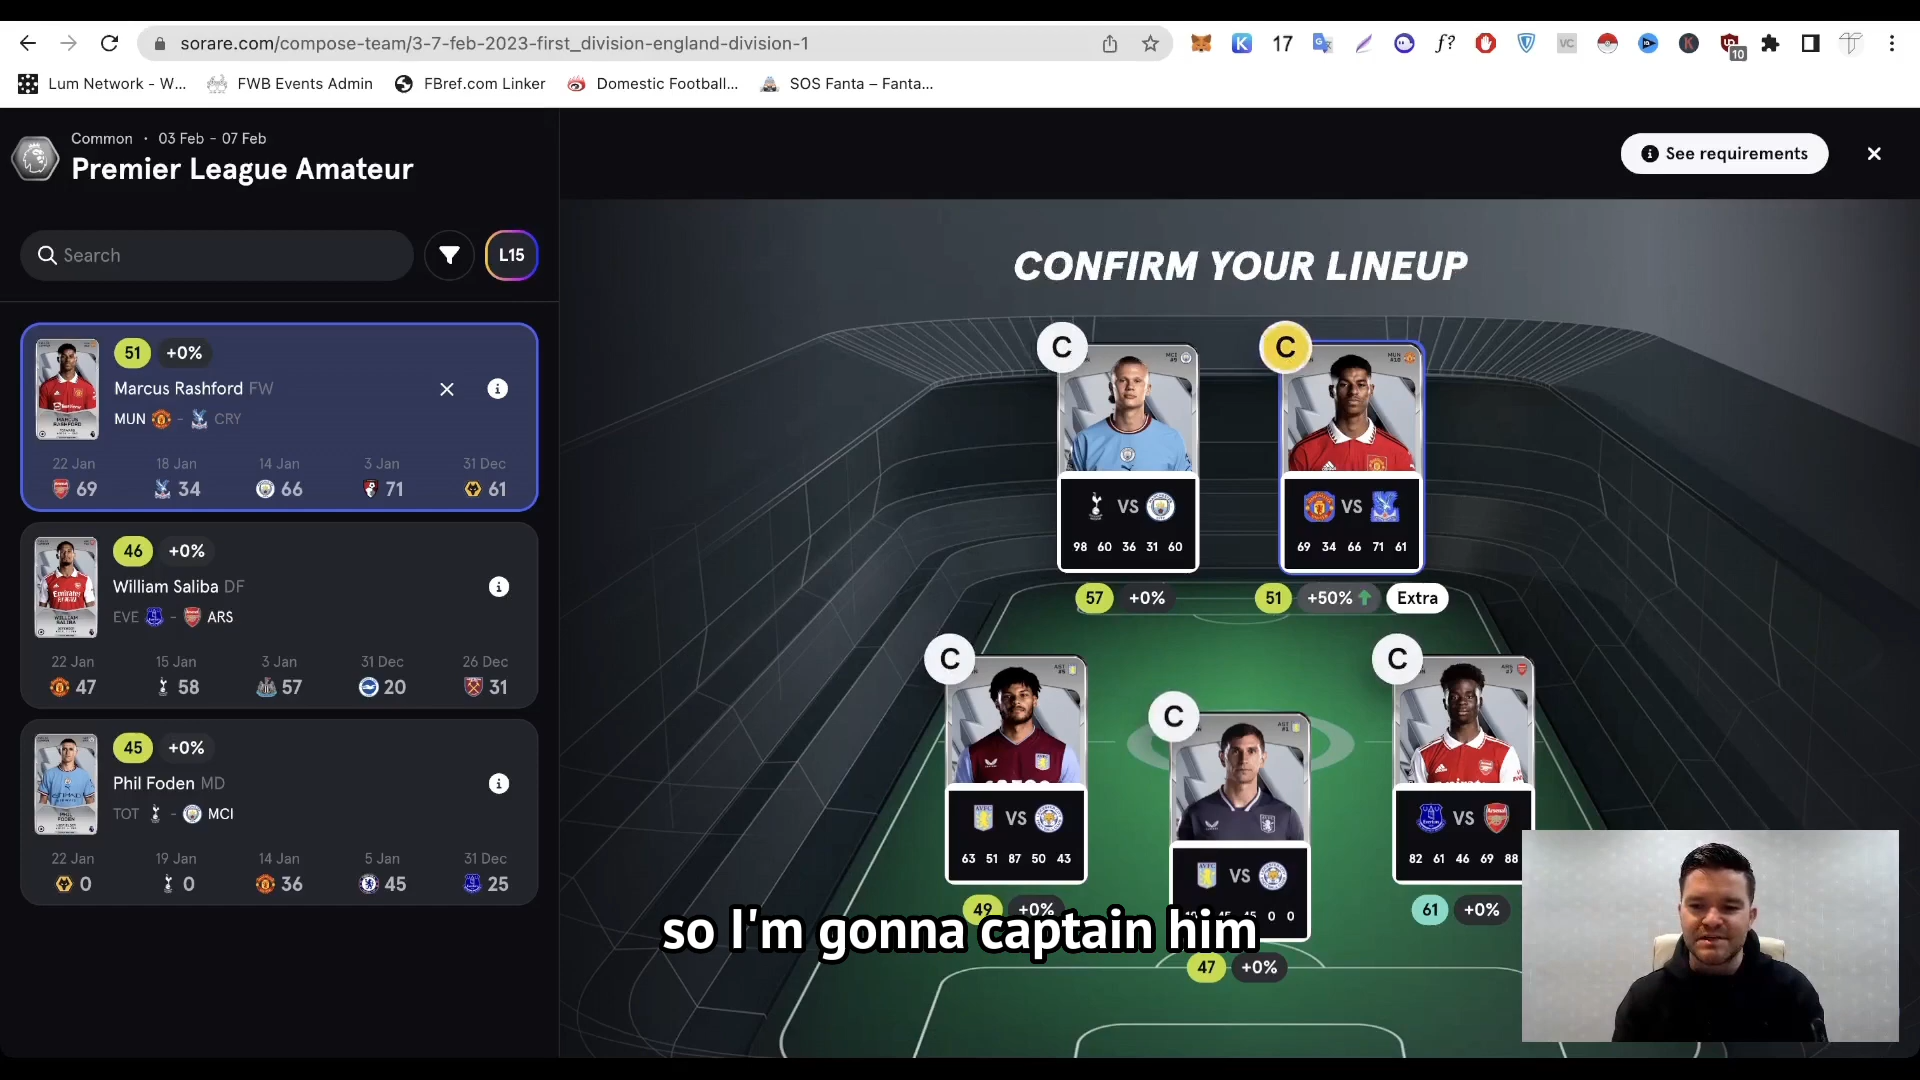 sorare.com/compose-team/3-7-feb-2023-first_division-england-division-1
17
f?
VC
K
10
Lum Network - W...
FWB Events Admin
FBref.com Linker
Domestic Football...
SOS Fanta – Fanta...
Common · 03 Feb - 07 Feb
Premier League Amateur
See requirements
Search
L15
CONFIRM YOUR LINEUP
51 +0%
Marcus Rashford FW
MUN - CRY
22 Jan 18 Jan 14 Jan 3 Jan 31 Dec
69 34 66 71 61
46 +0%
William Saliba DF
EVE - ARS
22 Jan 15 Jan 3 Jan 31 Dec 26 Dec
47 58 57 20 31
45 +0%
Phil Foden MD
TOT - MCI
22 Jan 19 Jan 14 Jan 5 Jan 31 Dec
0 0 36 45 25
C
VS
98 60 36 31 60
57 +0%
C
VS
69 34 66 71 61
51 +50% Extra
C
VS
63 51 87 50 43
49 +0%
C
VS
0 0
47 +0%
C
VS
82 61 46 69 88
61 +0%
so I'm gonna captain him